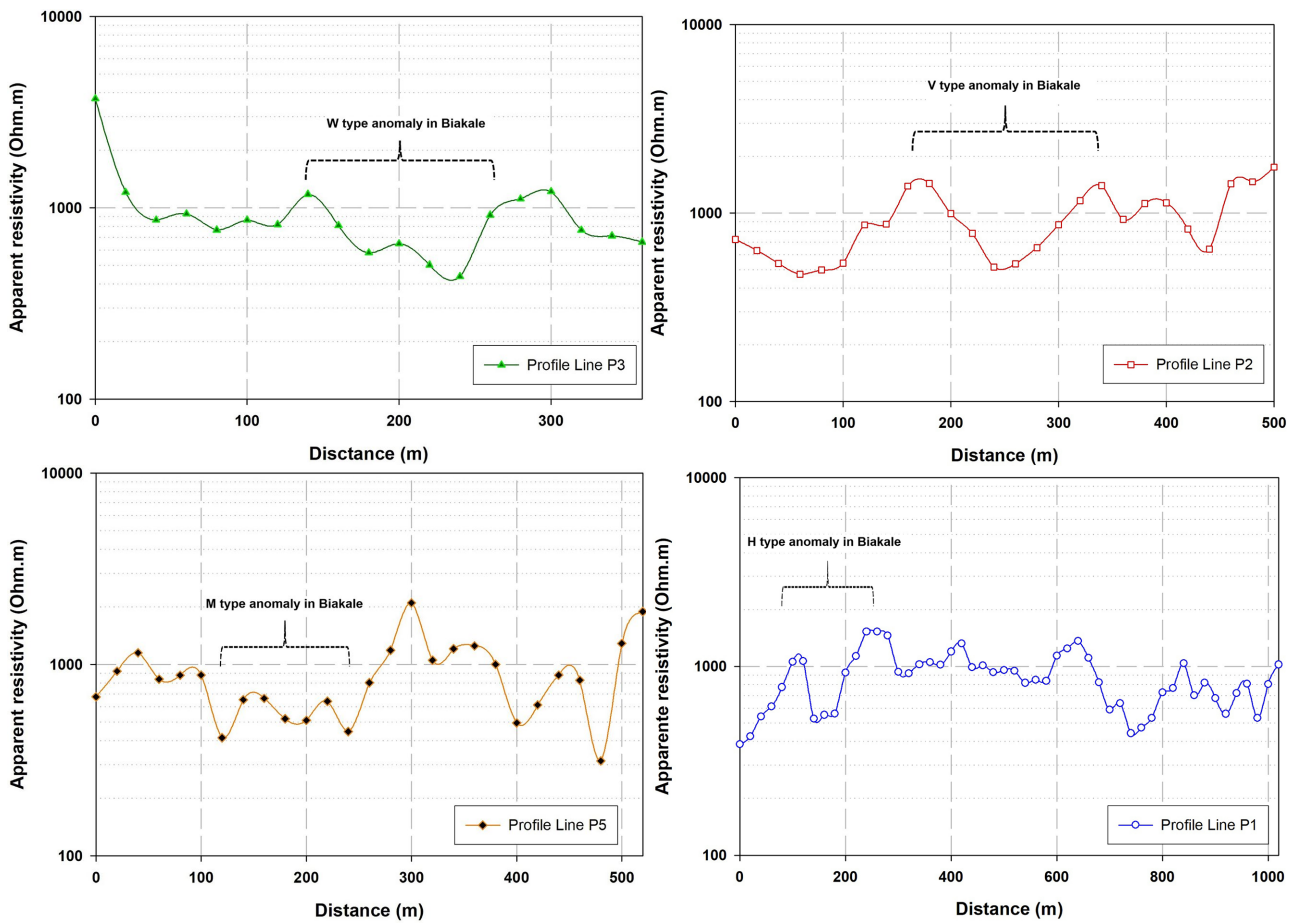 10000
1000
100
Apparent resistivity (Ohm.m)
W type anomaly in Biakale
Profile Line P3
0 100 200 300
Disctance (m)
10000
1000
100
Apparent resistivity (Ohm.m)
V type anomaly in Biakale
Profile Line P2
0 100 200 300 400 500
Distance (m)
10000
1000
100
Apparent resistivity (Ohm.m)
M type anomaly in Biakale
Profile Line P5
0 100 200 300 400 500
Distance (m)
10000
1000
100
Apparente resistivity (Ohm.m)
H type anomaly in Biakale
Profile Line P1
0 200 400 600 800 1000
Distance (m)